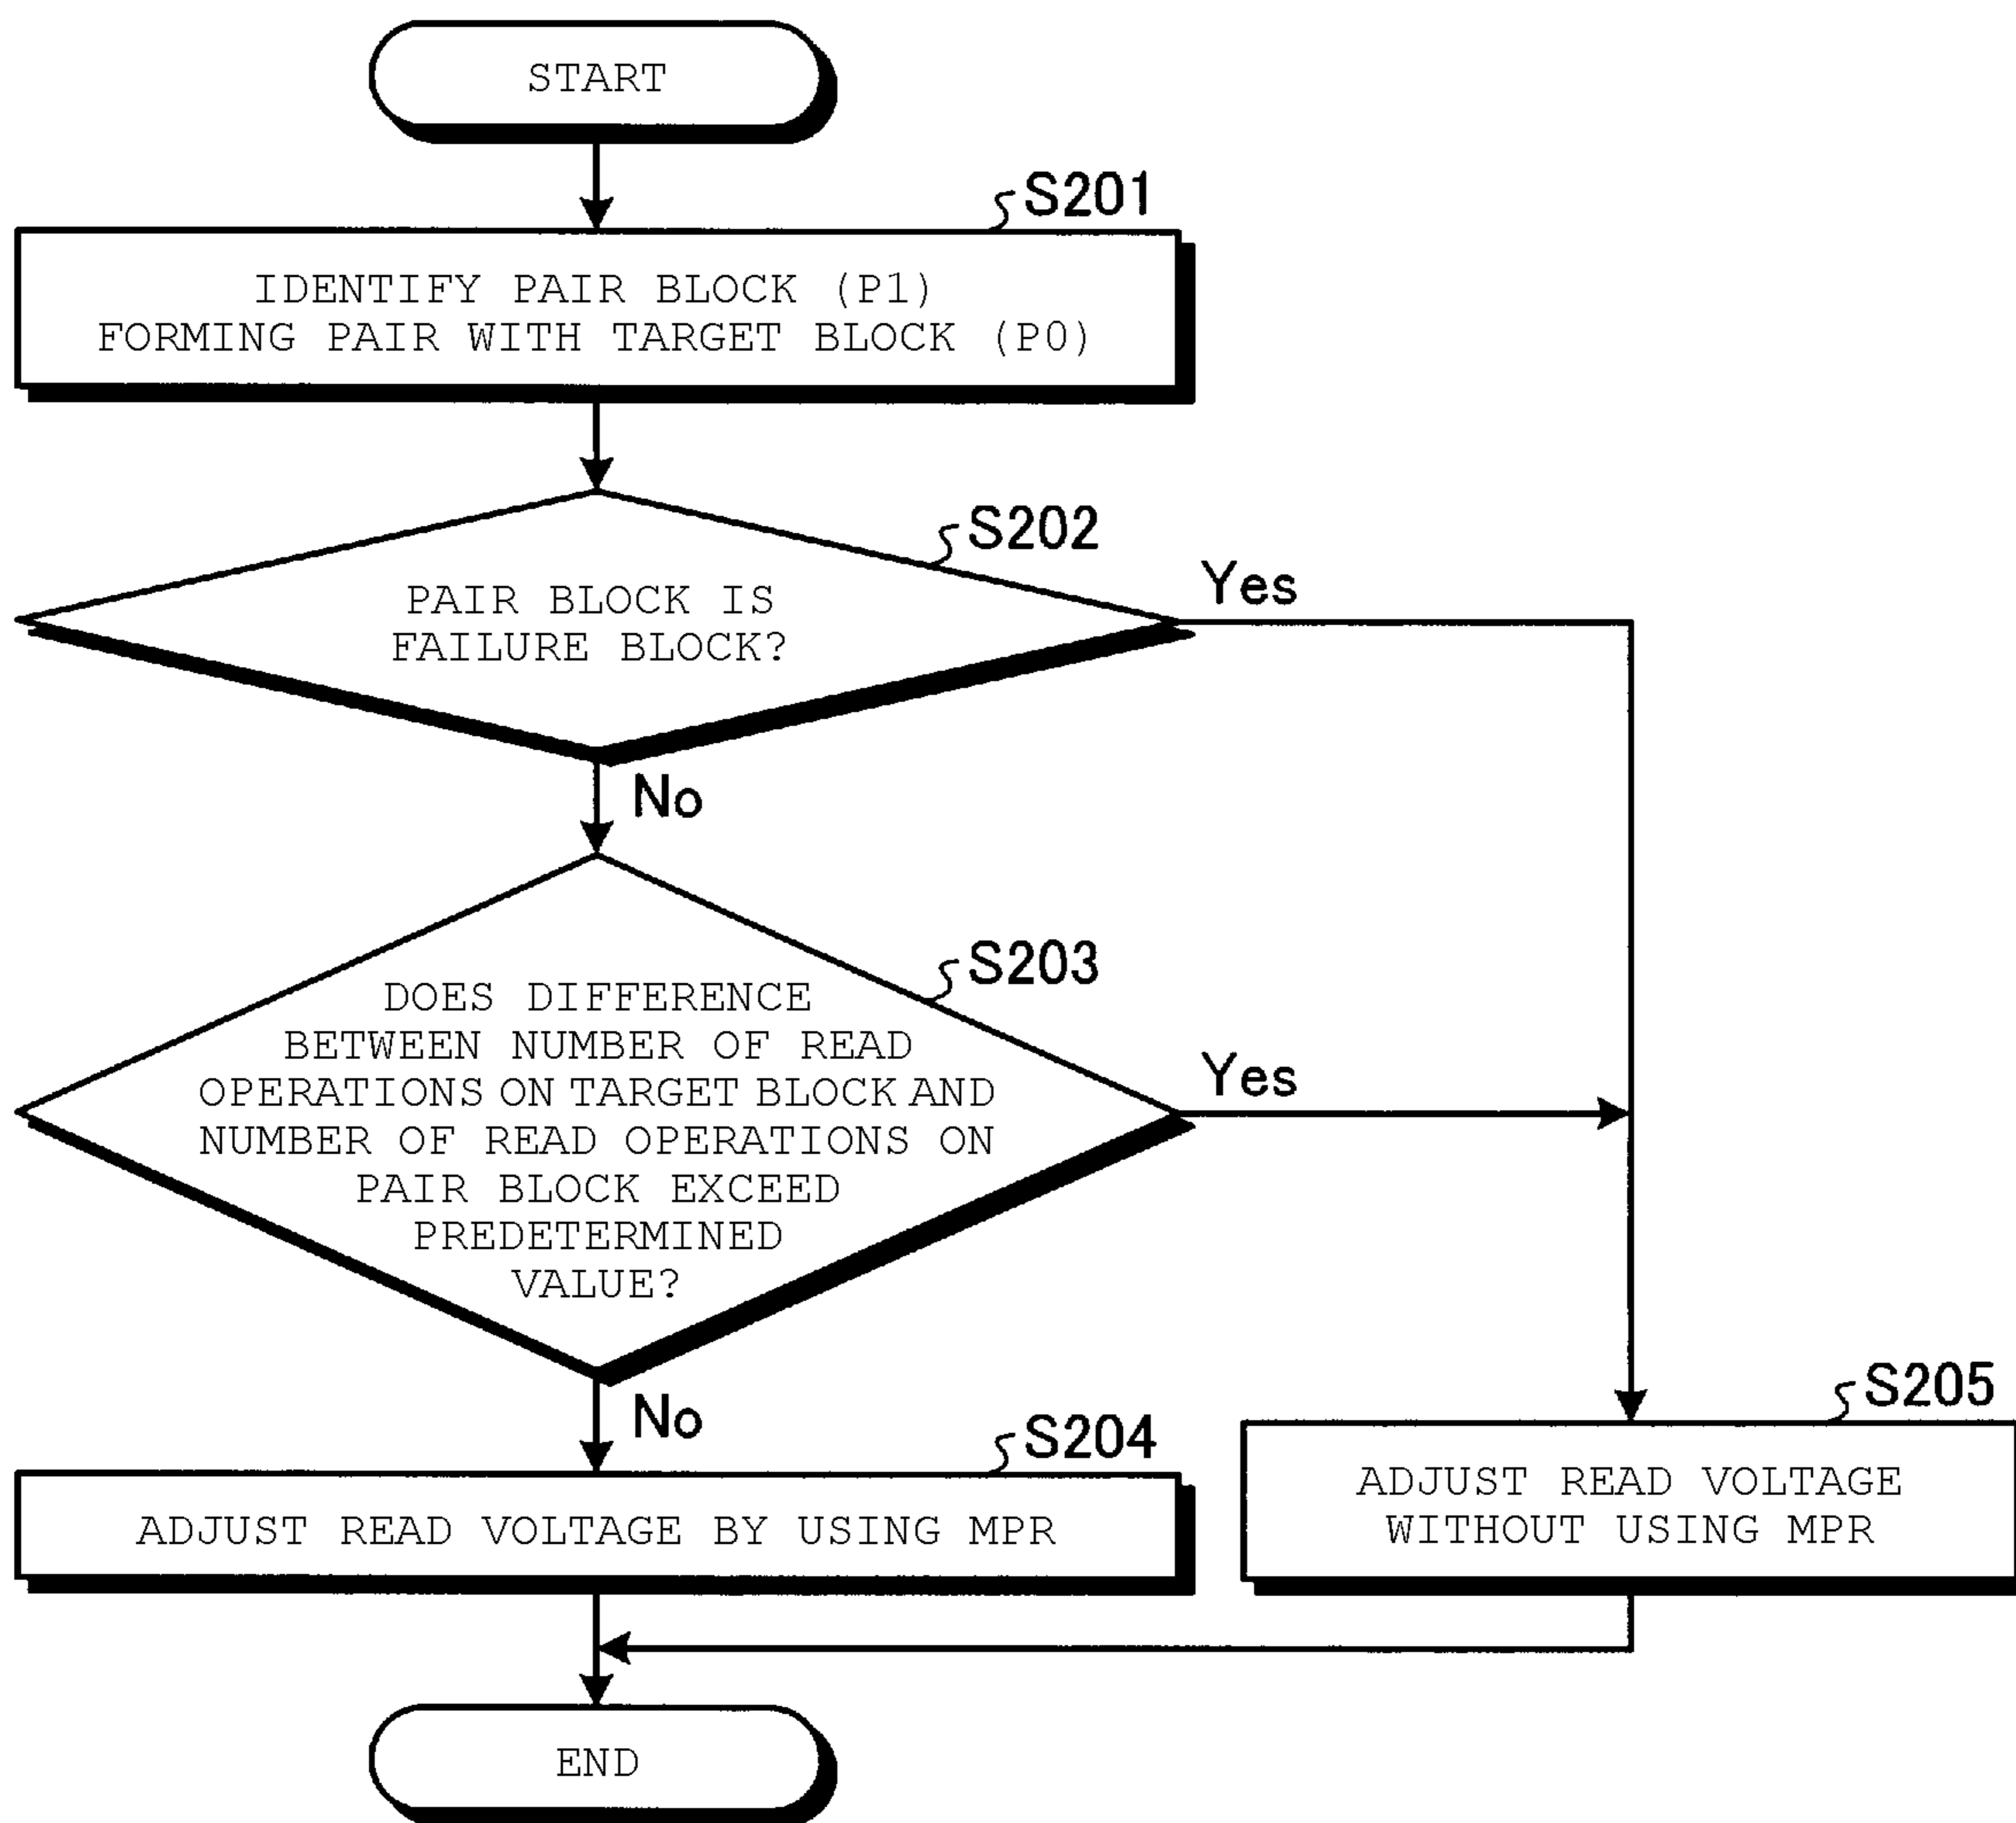 START
S201
IDENTIFY PAIR BLOCK (P1)
FORMING PAIR WITH TARGET BLOCK (P0)
S202
PAIR BLOCK IS
FAILURE BLOCK?
Yes
No
S203
DOES DIFFERENCE
BETWEEN NUMBER OF READ
OPERATIONS ON TARGET BLOCK AND
NUMBER OF READ OPERATIONS ON
PAIR BLOCK EXCEED
PREDETERMINED
VALUE?
Yes
No
S204
ADJUST READ VOLTAGE BY USING MPR
S205
ADJUST READ VOLTAGE
WITHOUT USING MPR
END